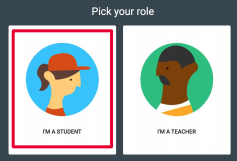 Pick your role
I'M A STUDENT
I'M A TEACHER